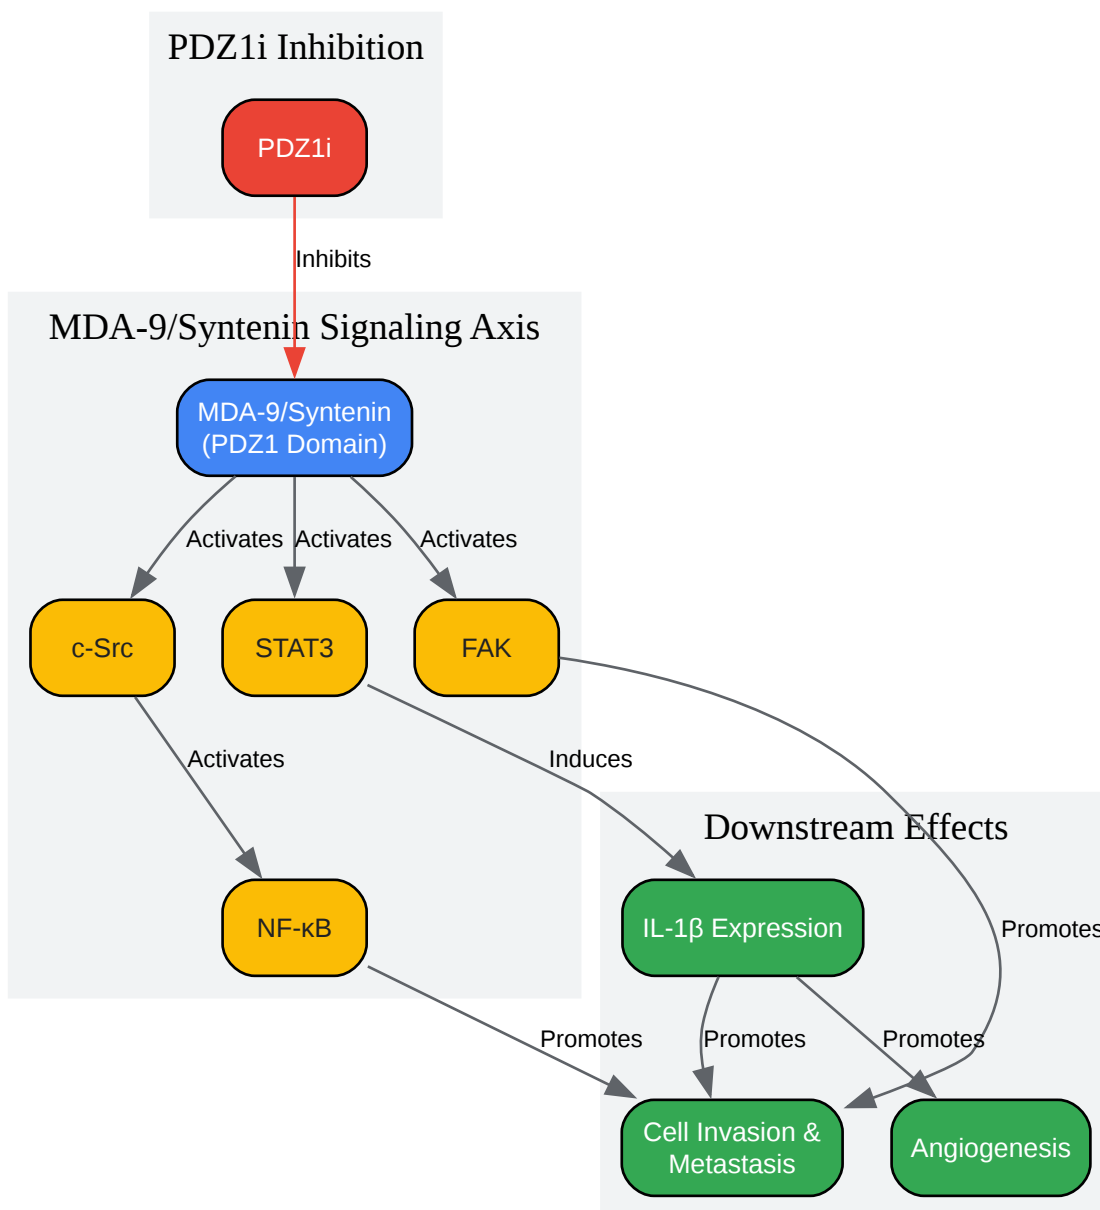 PDZ1i Inhibition
PDZ1i
Inhibits
MDA-9/Syntenin Signaling Axis
MDA-9/Syntenin
(PDZ1 Domain)
Activates
Activates
Activates
c-Src
STAT3
FAK
Activates
Induces
Downstream Effects
NF-κB
IL-1β Expression
Promotes
Promotes
Promotes
Promotes
Cell Invasion &
Metastasis
Angiogenesis